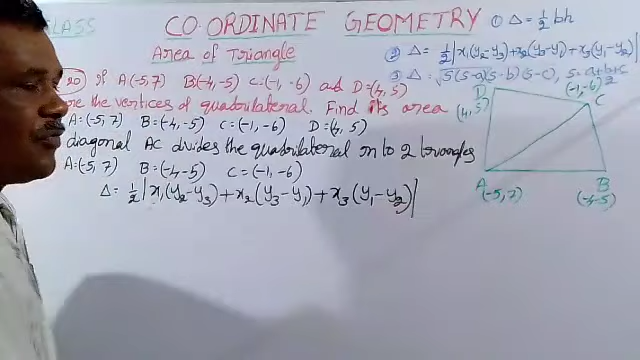 CLASS
CO-ORDINATE GEOMETRY
① Δ = 1/2 bh
Area of Triangle
② Δ = 1/2 |x₁(y₂-y₃)+x₂(y₃-y₁)+x₃(y₁-y₂)|
③ Δ = √S(S-a)(S-b)(S-c), S = a+b+c/2
20) If A(-5,7) B(-4,-5) C=(-1,-6) and D=(4,5)
are the vertices of quadrilateral. Find its area
A=(-5,7) B=(-4,-5) C=(-1,-6) D=(4,5)
diagonal AC divides the quadrilateral in to 2 triangles
A=(-5,7) B=(-4-5) C=(-1,-6)
Δ = 1/2 |x₁(y₂-y₃)+x₂(y₃-y₁)+x₃(y₁-y₂)|
D
(4,5)
(-1,-6)
C
A
(-5,7)
B
(-4-5)